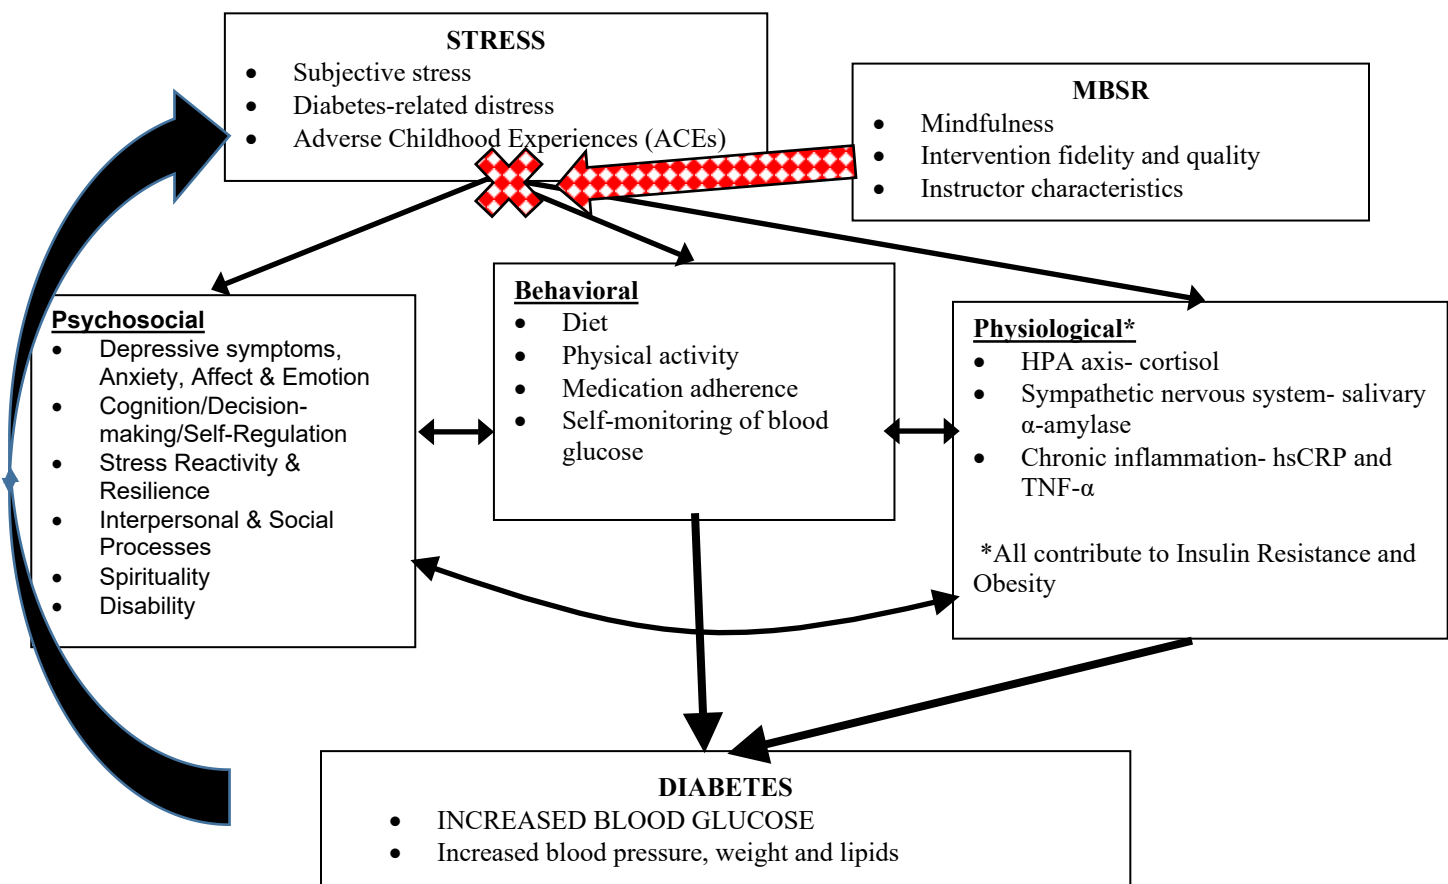 STRESS
• Subjective stress
• Diabetes-related distress
• Adverse Childhood Experiences (ACEs)
MBSR
• Mindfulness
• Intervention fidelity and quality
• Instructor characteristics
Psychosocial
• Depressive symptoms,
Anxiety, Affect & Emotion
• Cognition/Decision-
making/Self-Regulation
• Stress Reactivity &
Resilience
• Interpersonal & Social
Processes
• Spirituality
• Disability
Behavioral
• Diet
• Physical activity
• Medication adherence
• Self-monitoring of blood
glucose
Physiological*
• HPA axis- cortisol
• Sympathetic nervous system- salivary
α-amylase
• Chronic inflammation- hsCRP and
TNF-α
*All contribute to Insulin Resistance and
Obesity
DIABETES
• INCREASED BLOOD GLUCOSE
• Increased blood pressure, weight and lipids